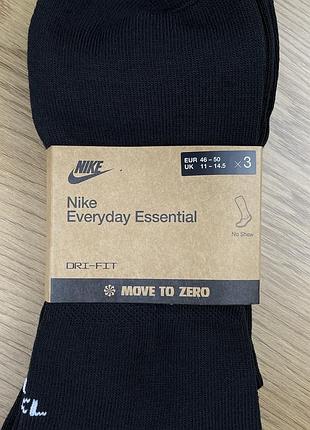 NIKE
EUR 46 – 50
UK 11 – 14.5
×3
Nike
Everyday Essential
No Show
DRI-FIT
MOVE TO ZERO
XL